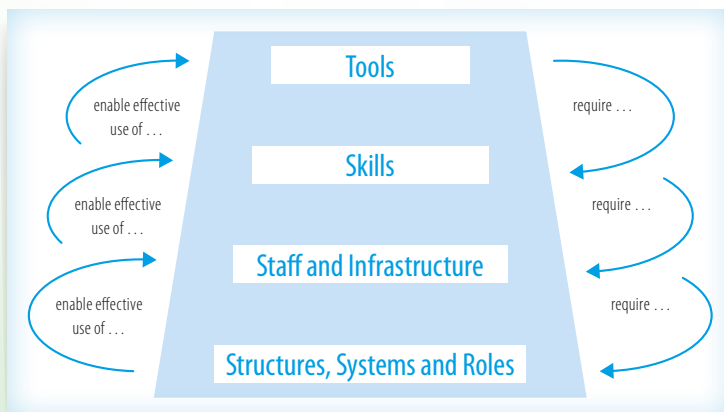 Tools
enable effective
use of …
require …
Skills
enable effective
use of …
require …
Staff and Infrastructure
enable effective
use of …
require …
Structures, Systems and Roles